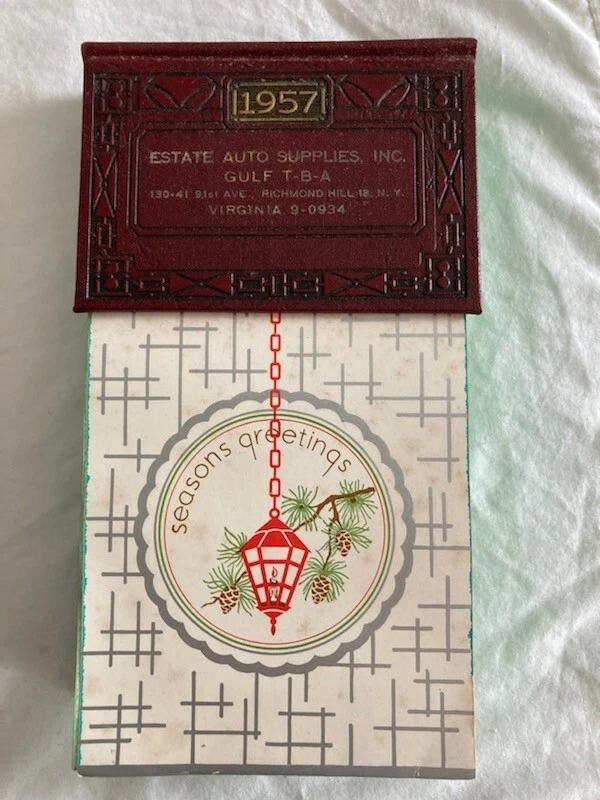 1957
ESTATE AUTO SUPPLIES, INC.
GULF T-B-A
130-41 91st AVE., RICHMOND HILL 18, N. Y.
VIRGINIA 9-0934
seasons greetings